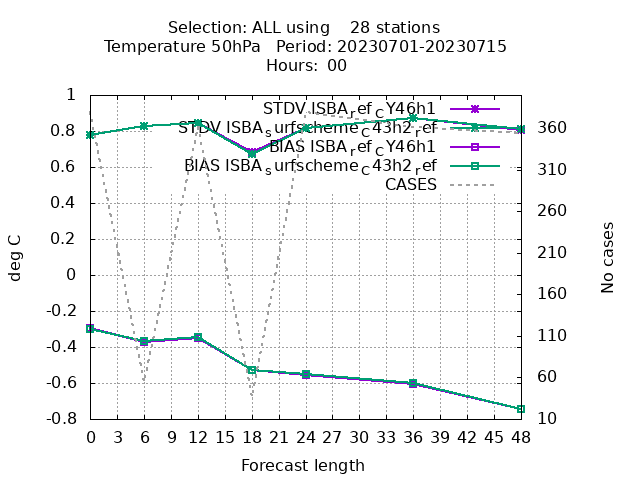 Selection: ALL using    28 stations
Temperature 50hPa   Period: 20230701-20230715
Hours: 00
STDV ISBA_ref_CY46h1
STDV ISBA_surfscheme_C43h2_ref
BIAS ISBA_ref_CY46h1
BIAS ISBA_surfscheme_C43h2_ref
CASES
1
0.8
0.6
0.4
0.2
0
-0.2
-0.4
-0.6
-0.8
deg C
360
310
260
210
160
110
60
10
No cases
0 3 6 9 12 15 18 21 24 27 30 33 36 39 42 45 48
Forecast length